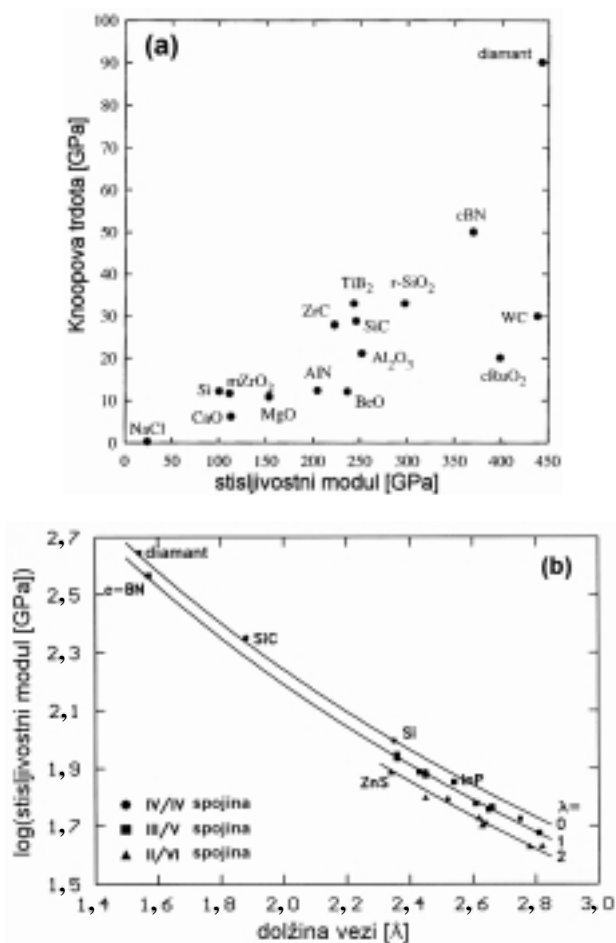 (a)
Knoopova trdota [GPa]
100
90
80
70
60
50
40
30
20
10
0
diamant
cBN
TiB2
r-SiO2
ZrC
SiC
WC
Al2O3
cRuO2
Si
mZrO2
AlN
BeO
CaO
MgO
NaCl
0
50
100
150
200
250
300
350
400
450
stisljivostni modul [GPa]
(b)
log(stisljivostni modul [GPa])
2,7
2,5
2,3
2,1
1,9
1,7
1,5
diamant
c-BN
SiC
Si
InP
ZnS
λ=
0
1
2
IV/IV spojina
III/V spojina
II/VI spojina
1,4
1,6
1,8
2,0
2,2
2,4
2,6
2,8
3,0
dolžina vezi [Å]